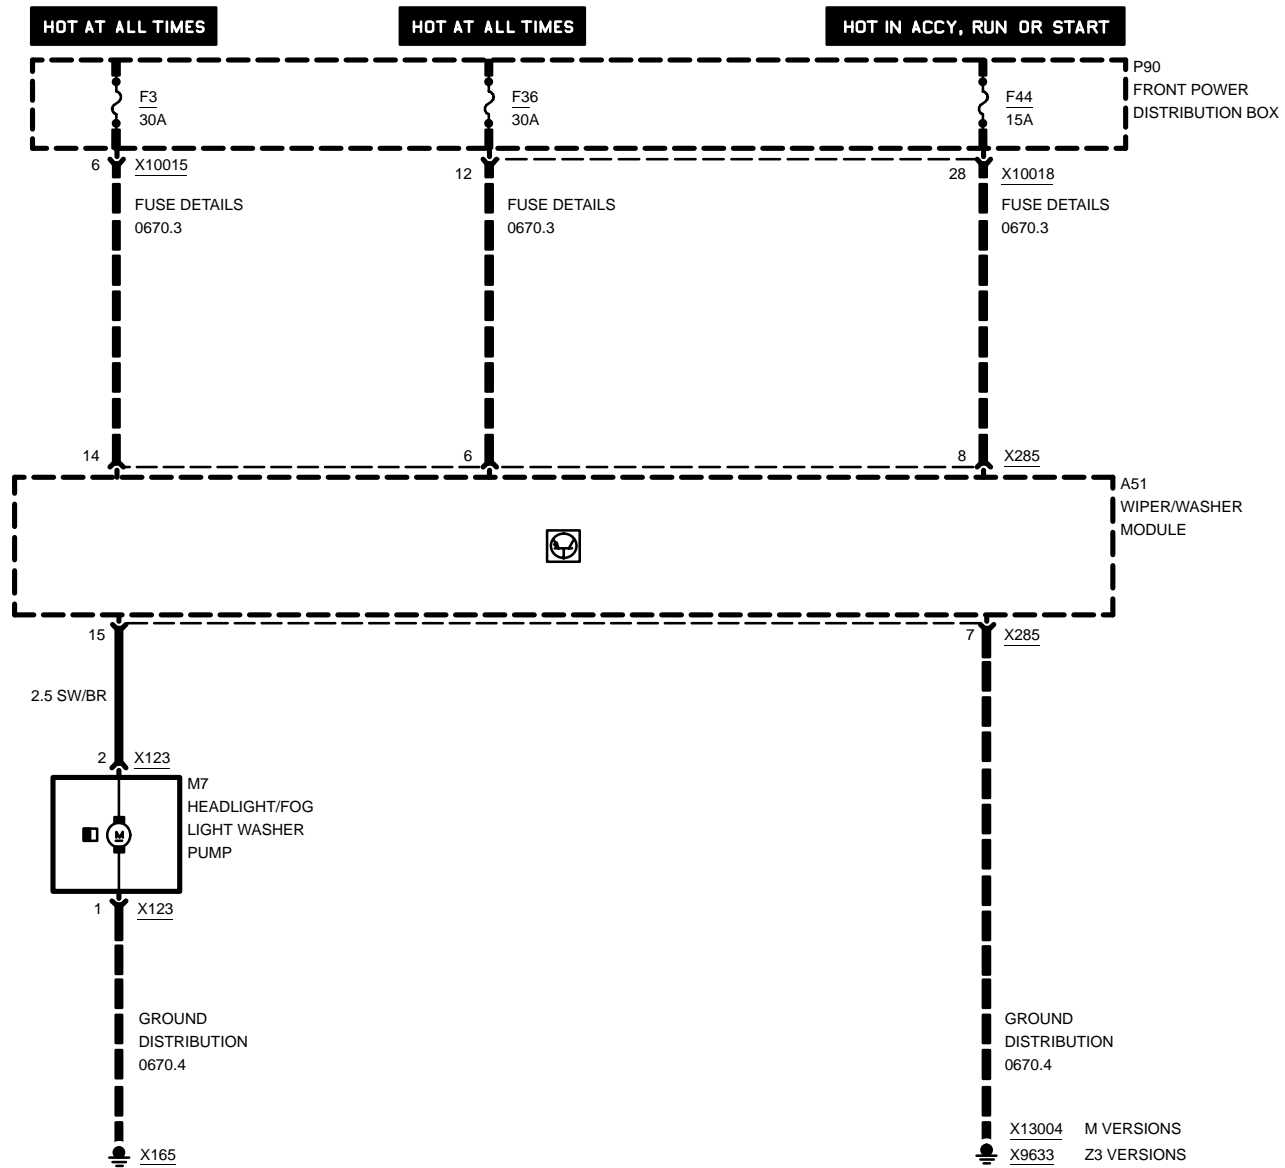 HOT AT ALL TIMES
HOT AT ALL TIMES
HOT IN ACCY, RUN OR START
P90
FRONT POWER
DISTRIBUTION BOX
F3
30A
F36
30A
F44
15A
6 X10015
12
28 X10018
FUSE DETAILS
0670.3
FUSE DETAILS
0670.3
FUSE DETAILS
0670.3
14
6
8 X285
A51
WIPER/WASHER
MODULE
15
7 X285
2.5 SW/BR
2 X123
M7
HEADLIGHT/FOG
LIGHT WASHER
PUMP
M
1 X123
GROUND
DISTRIBUTION
0670.4
GROUND
DISTRIBUTION
0670.4
X165
X13004 M VERSIONS
X9633 Z3 VERSIONS